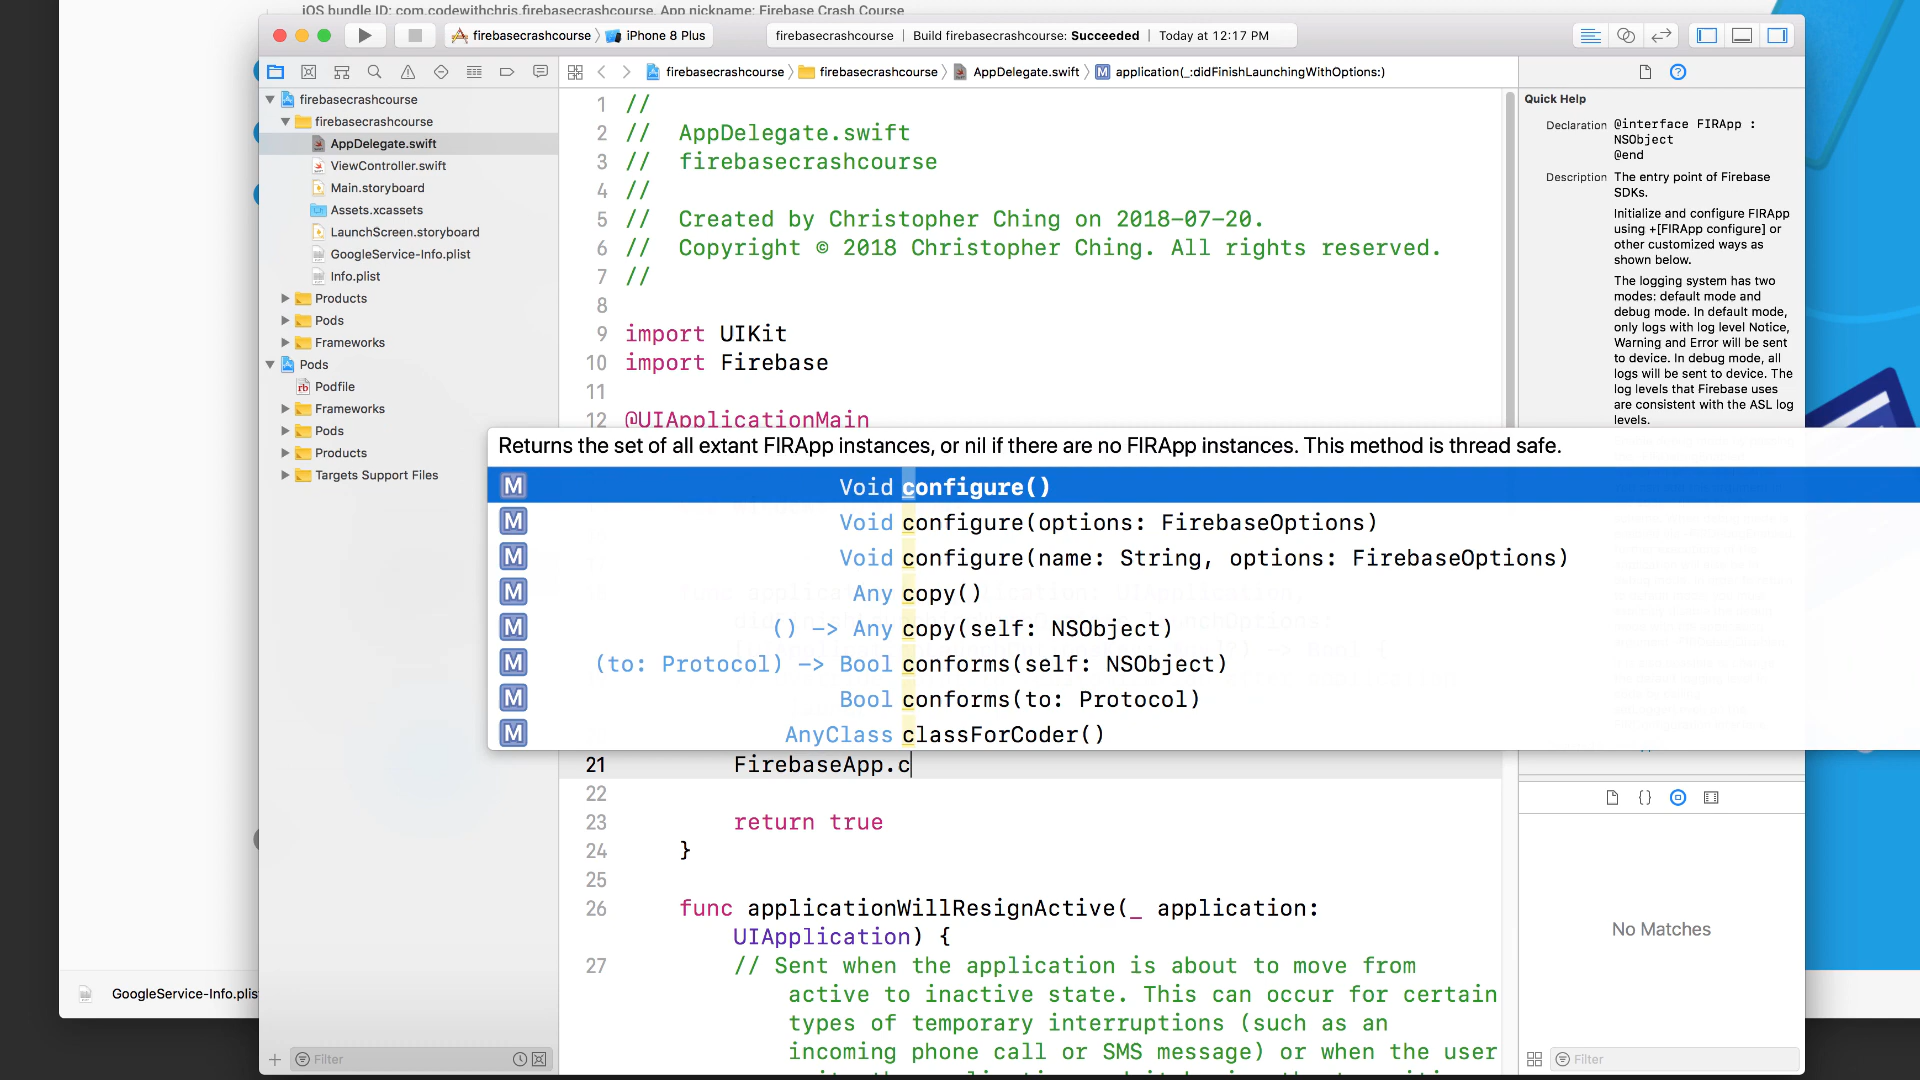 iOS bundle ID: com.codewithchris.firebasecrashcourse, App nickname: Firebase Crash Course
firebasecrashcourse
iPhone 8 Plus
firebasecrashcourse | Build firebasecrashcourse: Succeeded | Today at 12:17 PM
firebasecrashcourse
firebasecrashcourse
AppDelegate.swift
M
application(_:didFinishLaunchingWithOptions:)
firebasecrashcourse
firebasecrashcourse
AppDelegate.swift
ViewController.swift
Main.storyboard
Assets.xcassets
LaunchScreen.storyboard
GoogleService-Info.plist
Info.plist
Products
Pods
Frameworks
Pods
rb Podfile
Frameworks
Pods
Products
Targets Support Files
Filter
1 //
2 // AppDelegate.swift
3 // firebasecrashcourse
4 //
5 // Created by Christopher Ching on 2018-07-20.
6 // Copyright © 2018 Christopher Ching. All rights reserved.
7 //
8
9 import UIKit
10 import Firebase
11
12 @UIApplicationMain
Returns the set of all extant FIRApp instances, or nil if there are no FIRApp instances. This method is thread safe.
M Void configure()
M Void configure(options: FirebaseOptions)
M Void configure(name: String, options: FirebaseOptions)
M Any copy()
M () -> Any copy(self: NSObject)
M (to: Protocol) -> Bool conforms(self: NSObject)
M Bool conforms(to: Protocol)
M AnyClass classForCoder()
21 FirebaseApp.c
22
23 return true
24 }
25
26 func applicationWillResignActive(_ application:
UIApplication) {
27 // Sent when the application is about to move from
active to inactive state. This can occur for certain
types of temporary interruptions (such as an
incoming phone call or SMS message) or when the user
Quick Help
Declaration @interface FIRApp :
NSObject
@end
Description The entry point of Firebase
SDKs.
Initialize and configure FIRApp
using +[FIRApp configure] or
other customized ways as
shown below.
The logging system has two
modes: default mode and
debug mode. In default mode,
only logs with log level Notice,
Warning and Error will be sent
to device. In debug mode, all
logs will be sent to device. The
log levels that Firebase uses
are consistent with the ASL log
levels.
{}
No Matches
Filter
GoogleService-Info.plis